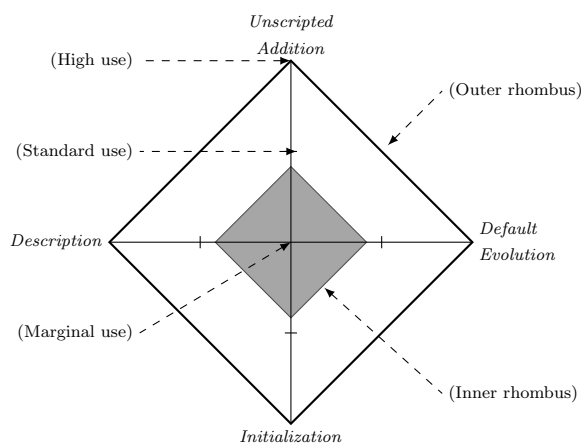 Unscripted
Addition
(High use)
(Outer rhombus)
(Standard use)
Description
Default
Evolution
(Marginal use)
(Inner rhombus)
Initialization